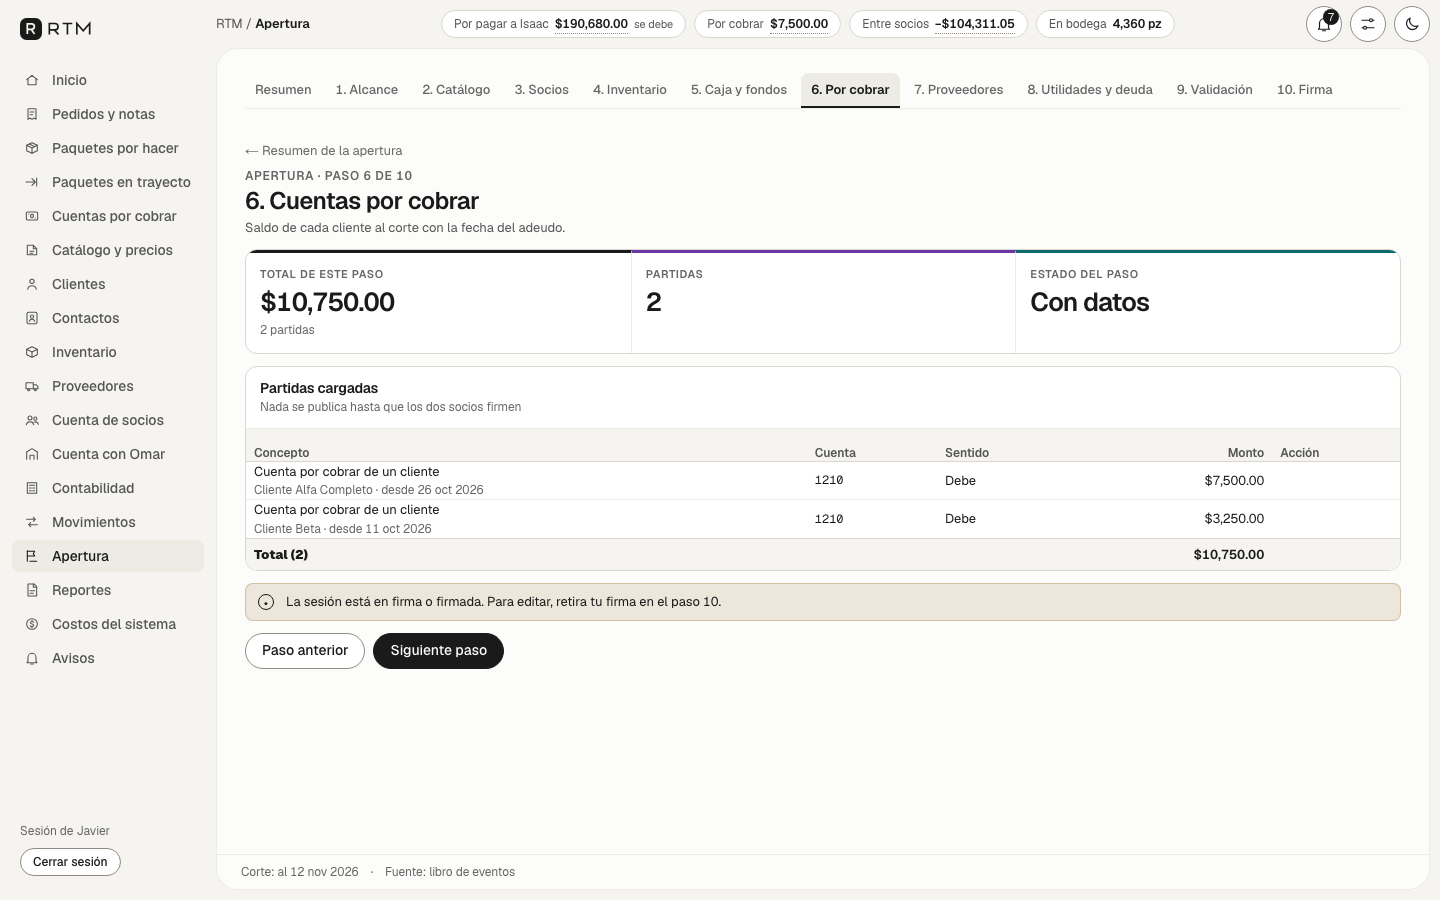 R RTM
RTM / Apertura
Por pagar a Isaac $190,680.00 se debe
Por cobrar $7,500.00
Entre socios −$104,311.05
En bodega 4,360 pz
7
Inicio
Pedidos y notas
Paquetes por hacer
Paquetes en trayecto
Cuentas por cobrar
Catálogo y precios
Clientes
Contactos
Inventario
Proveedores
Cuenta de socios
Cuenta con Omar
Contabilidad
Movimientos
Apertura
Reportes
Costos del sistema
Avisos
Sesión de Javier
Cerrar sesión
Resumen 1. Alcance 2. Catálogo 3. Socios 4. Inventario 5. Caja y fondos 6. Por cobrar 7. Proveedores 8. Utilidades y deuda 9. Validación 10. Firma
← Resumen de la apertura
APERTURA · PASO 6 DE 10
6. Cuentas por cobrar
Saldo de cada cliente al corte con la fecha del adeudo.
TOTAL DE ESTE PASO
$10,750.00
2 partidas
PARTIDAS
2
ESTADO DEL PASO
Con datos
Partidas cargadas
Nada se publica hasta que los dos socios firmen
Concepto Cuenta Sentido Monto Acción
Cuenta por cobrar de un cliente
Cliente Alfa Completo · desde 26 oct 2026
1210 Debe $7,500.00
Cuenta por cobrar de un cliente
Cliente Beta · desde 11 oct 2026
1210 Debe $3,250.00
Total (2) $10,750.00
La sesión está en firma o firmada. Para editar, retira tu firma en el paso 10.
Paso anterior Siguiente paso
Corte: al 12 nov 2026 · Fuente: libro de eventos